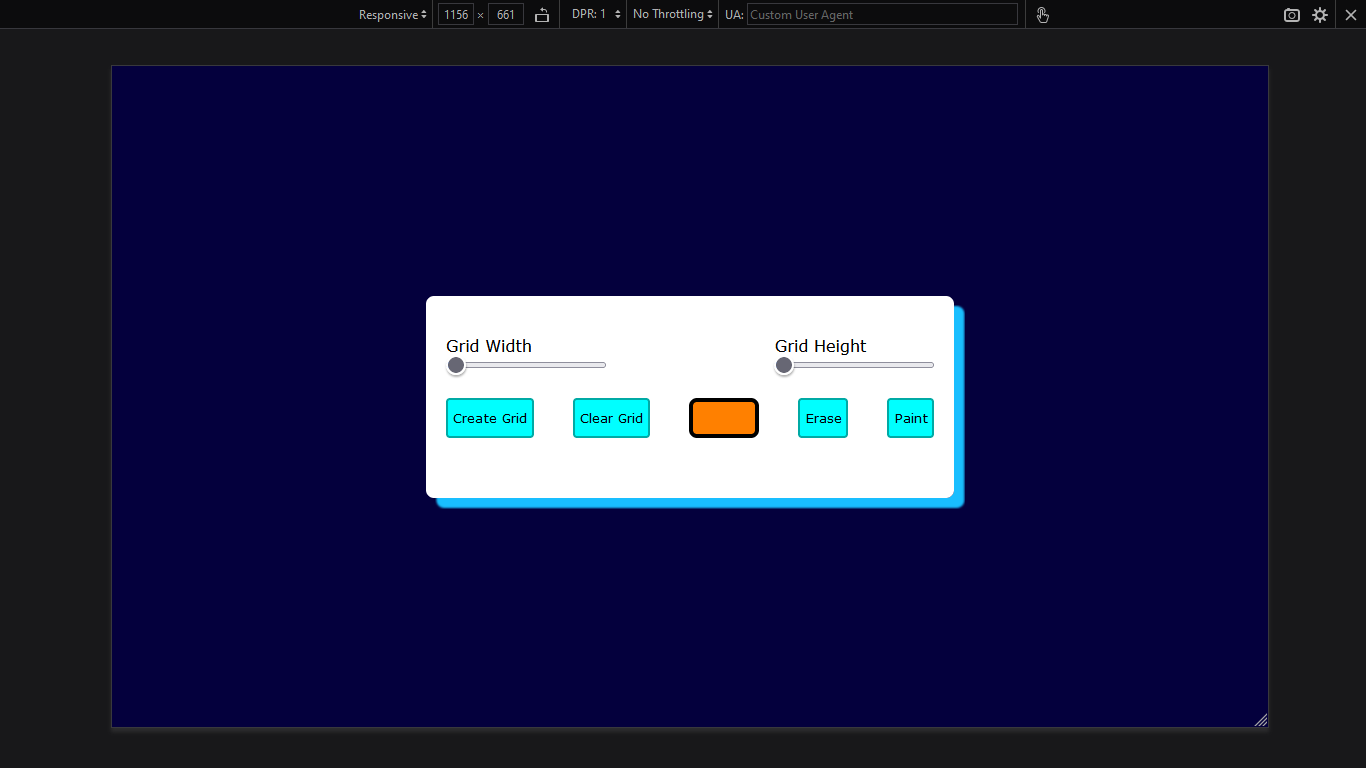 Responsive 1156 × 661 DPR: 1 No Throttling UA: Custom User Agent
Grid Width Grid Height
Create Grid Clear Grid Erase Paint